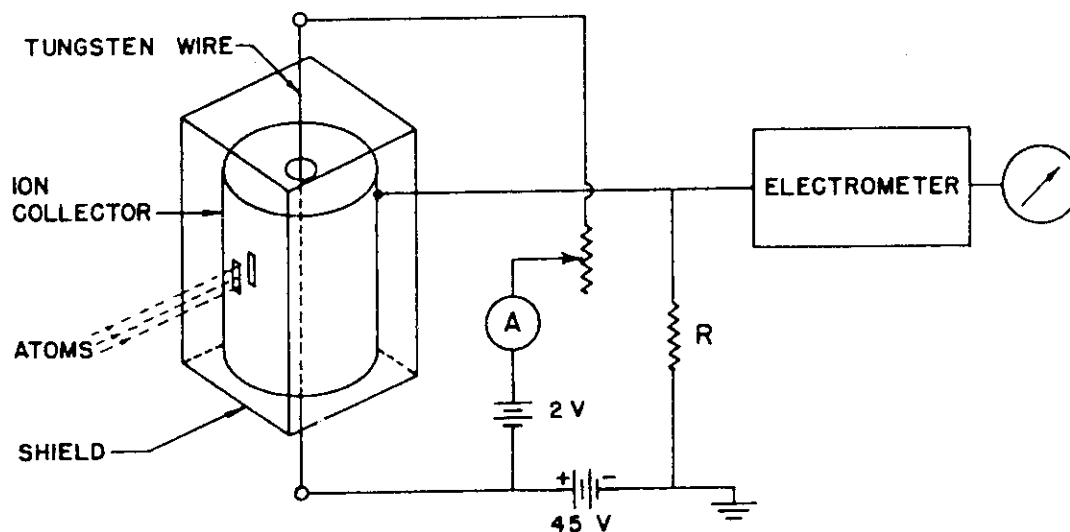 TUNGSTEN WIRE
ION
COLLECTOR
ELECTROMETER
ATOMS
A
R
2 V
SHIELD
+ -
45 V